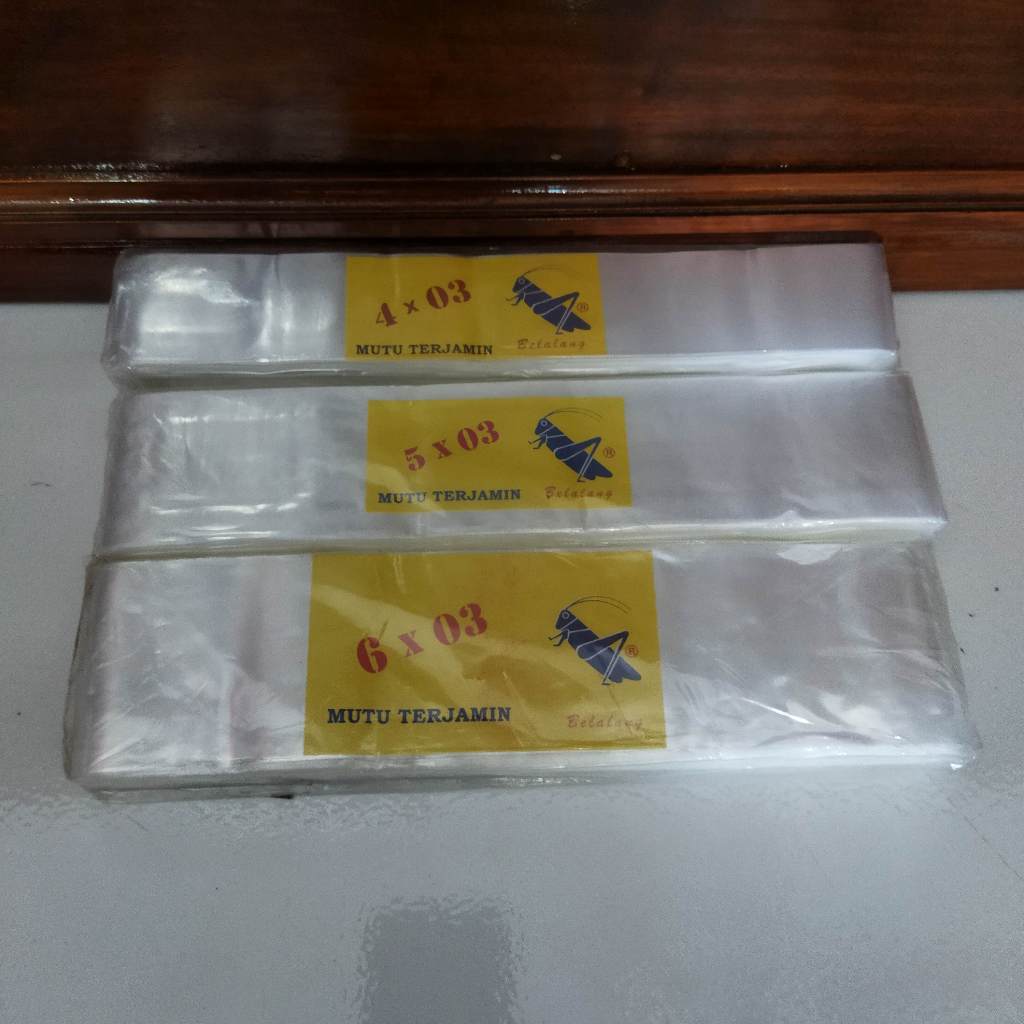 4 x 03
®
MUTU TERJAMIN
Belalang
5 x 03
®
MUTU TERJAMIN
Belalang
6 x 03
®
MUTU TERJAMIN
Belalang